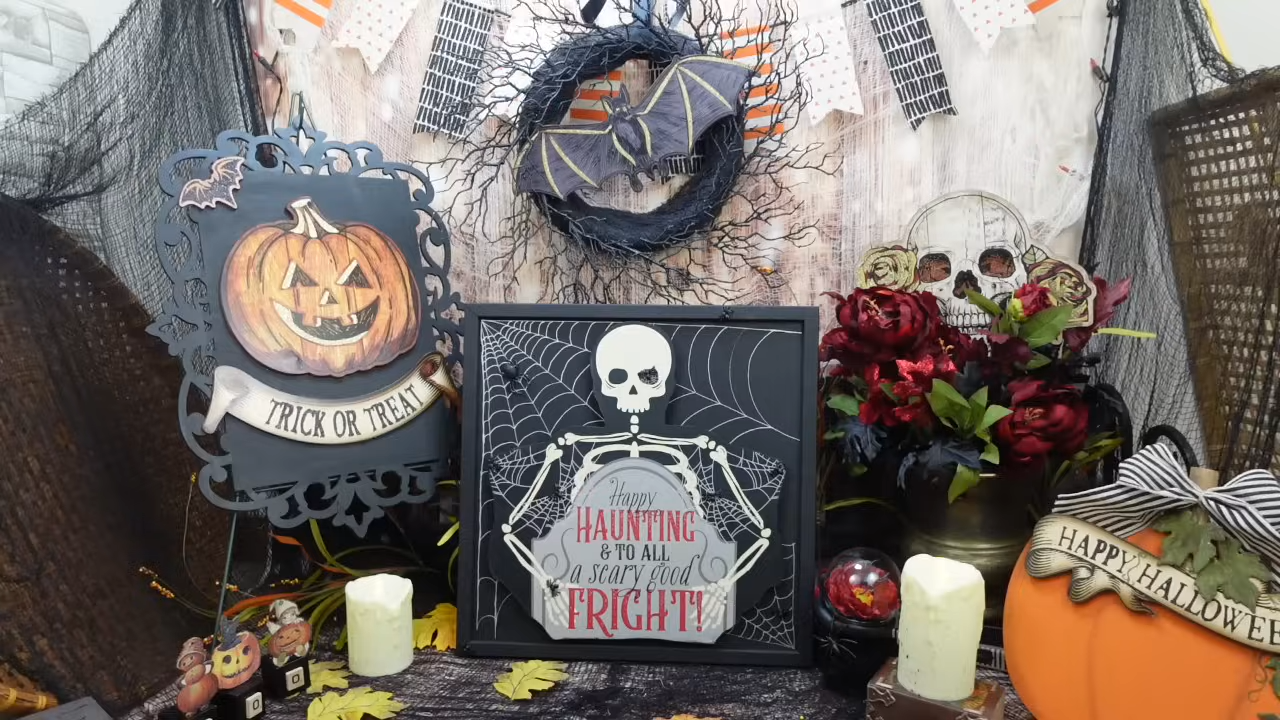 TRICK OR TREAT
Happy
HAUNTING
& TO ALL
a scary good
FRIGHT!
HAPPY HALLOWEE
O
O